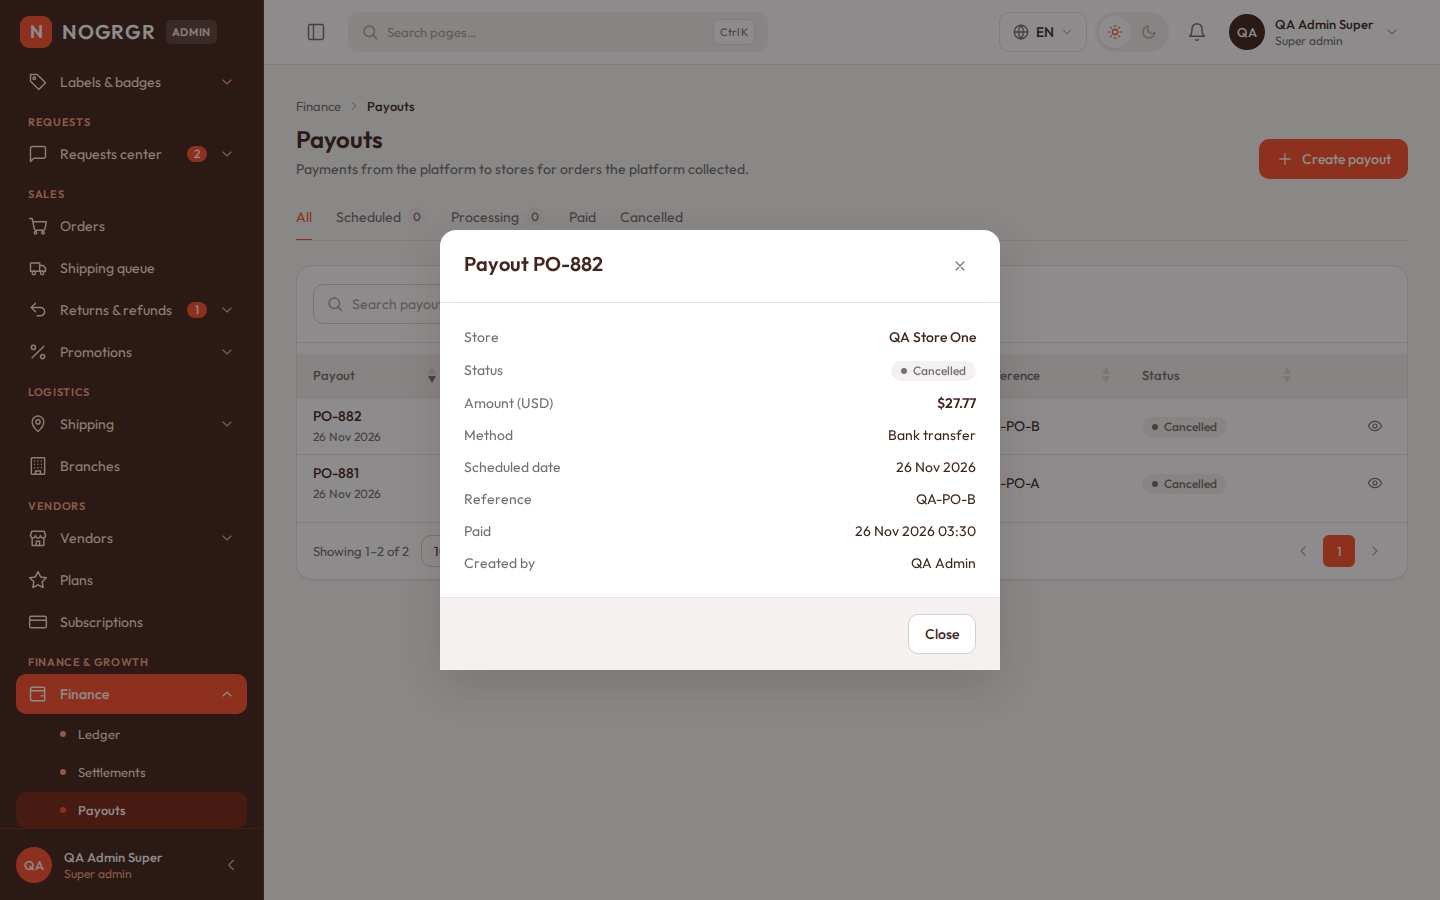 N NOGRGR ADMIN
Search pages...
Ctrl K
EN
QA
QA Admin Super
Super admin
Labels & badges
REQUESTS
Requests center 2
SALES
Orders
Shipping queue
Returns & refunds 1
Promotions
LOGISTICS
Shipping
Branches
VENDORS
Vendors
Plans
Subscriptions
FINANCE & GROWTH
Finance
Ledger
Settlements
Payouts
QA
QA Admin Super
Super admin
Finance > Payouts
Payouts
Payments from the platform to stores for orders the platform collected.
Create payout
All Scheduled 0 Processing 0 Paid Cancelled
Payout Status
PO-882
26 Nov 2026
-PO-B
Cancelled
PO-881
26 Nov 2026
-PO-A
Cancelled
Showing 1–2 of 2
1
Payout PO-882
Store QA Store One
Status Cancelled
Amount (USD) $27.77
Method Bank transfer
Scheduled date 26 Nov 2026
Reference QA-PO-B
Paid 26 Nov 2026 03:30
Created by QA Admin
Close